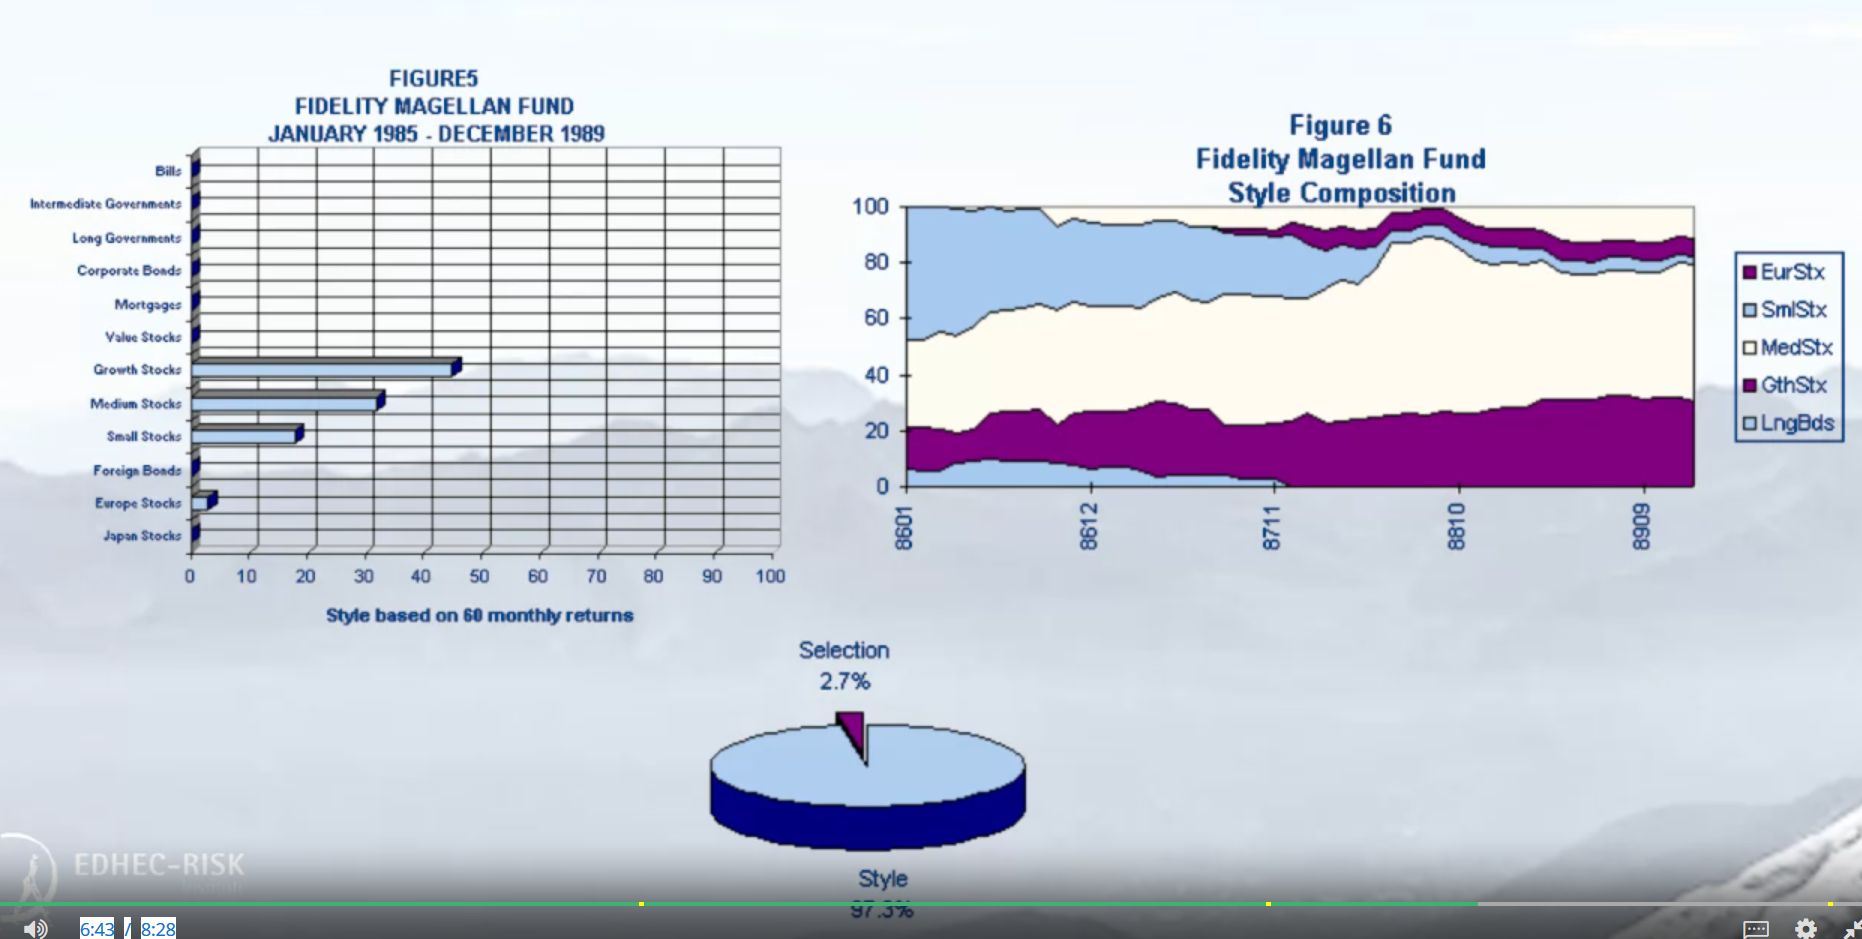 FIGURE5
FIDELITY MAGELLAN FUND
JANUARY 1985 - DECEMBER 1989
Bills
Intermediate Governments
Long Governments
Corporate Bonds
Mortgages
Value Stocks
Growth Stocks
Medium Stocks
Small Stocks
Foreign Bonds
Europe Stocks
Japan Stocks
0 10 20 30 40 50 60 70 80 90 100
Style based on 60 monthly returns
Figure 6
Fidelity Magellan Fund
Style Composition
100
80
60
40
20
0
8601 8612 8711 8810 8909
EurStx
SmlStx
MedStx
GthStx
LngBds
Selection
2.7%
Style
97.3%
EDHEC-RISK
6:43 / 8:28